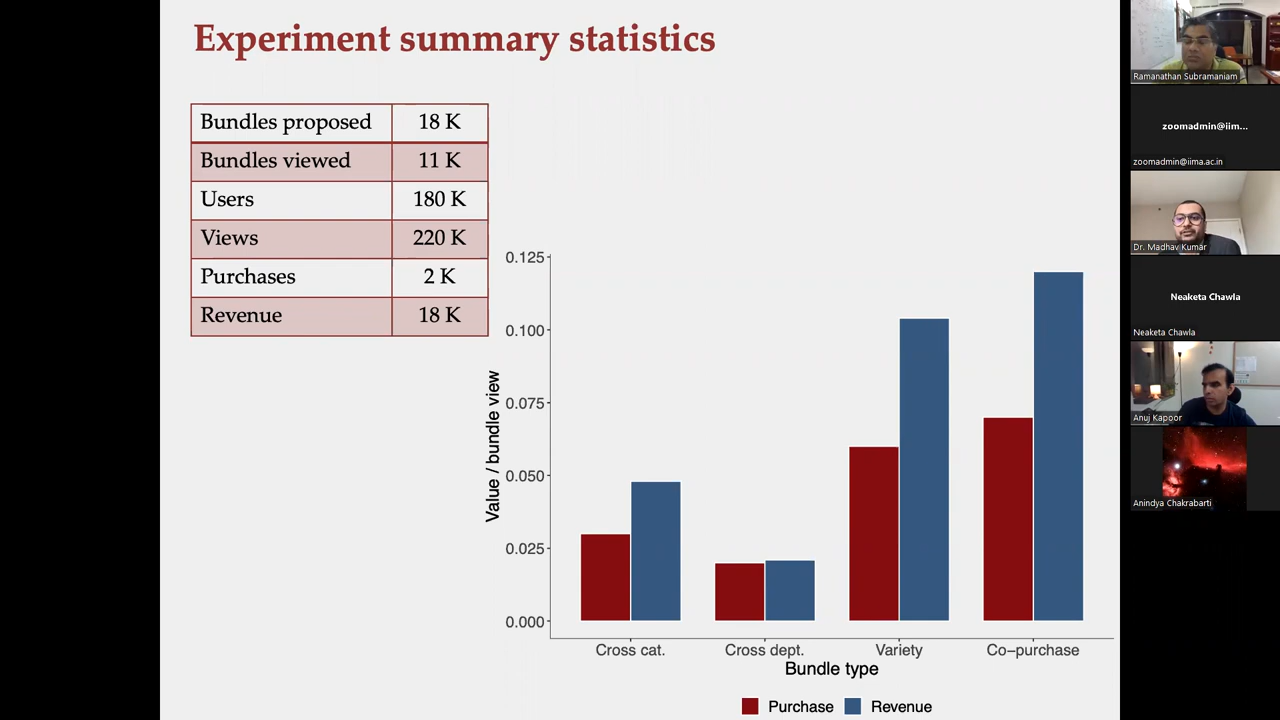 Experiment summary statistics
Bundles proposed 18 K
Bundles viewed 11 K
Users 180 K
Views 220 K
Purchases 2 K
Revenue 18 K
0.125
0.100
0.075
0.050
0.025
0.000
Value / bundle view
Cross cat. Cross dept. Variety Co-purchase
Bundle type
Purchase Revenue
Ramanathan Subramaniam
zoomadmin@iim...
zoomadmin@iima.ac.in
Dr. Madhav Kumar
Neaketa Chawla
Neaketa Chawla
Anuj Kapoor
Anindya Chakrabarti